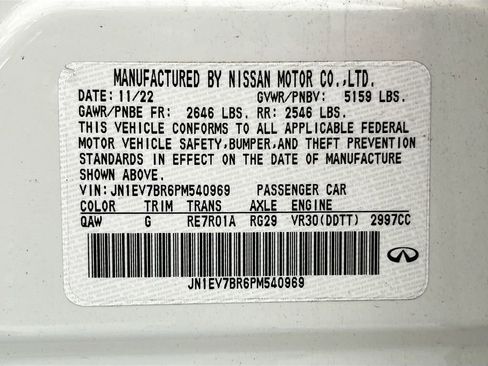 MANUFACTURED BY NISSAN MOTOR CO.,LTD.
DATE: 11/22 GVWR/PNBV: 5159 LBS.
GAWR/PNBE FR: 2646 LBS. RR: 2546 LBS.
THIS VEHICLE CONFORMS TO ALL APPLICABLE FEDERAL
MOTOR VEHICLE SAFETY,BUMPER,AND THEFT PREVENTION
STANDARDS IN EFFECT ON THE DATE OF MANUFACTURE
SHOWN ABOVE.
VIN: JN1EV7BR6PM540969 PASSENGER CAR
COLOR TRIM TRANS AXLE ENGINE
QAW G RE7R01A RG29 VR30(DDTT) 2997CC
JN1EV7BR6PM540969